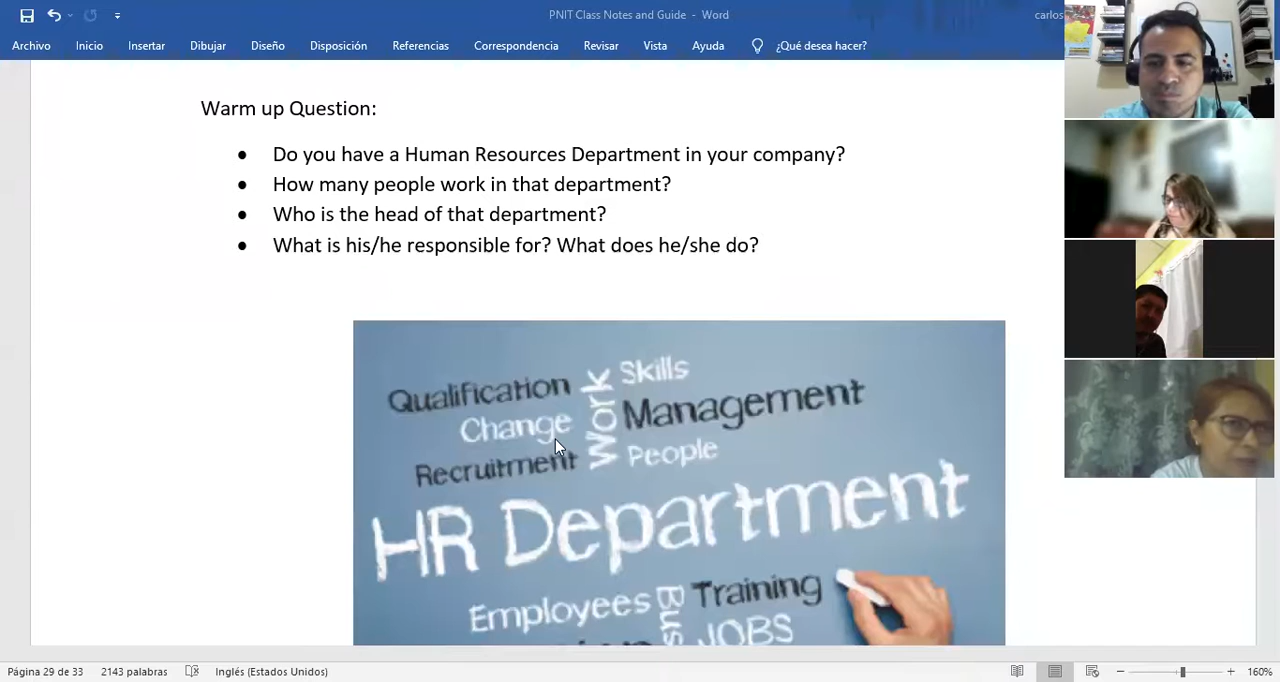 PNIT Class Notes and Guide - Word
carlos
Archivo Inicio Insertar Dibujar Diseño Disposición Referencias Correspondencia Revisar Vista Ayuda ¿Qué desea hacer?
Warm up Question:
• Do you have a Human Resources Department in your company?
• How many people work in that department?
• Who is the head of that department?
• What is his/he responsible for? What does he/she do?
Qualification Work Skills
Change Management
Recruitment People
HR Department
Employees Bus Training
JOBS
Página 29 de 33 2143 palabras Inglés (Estados Unidos) 160%